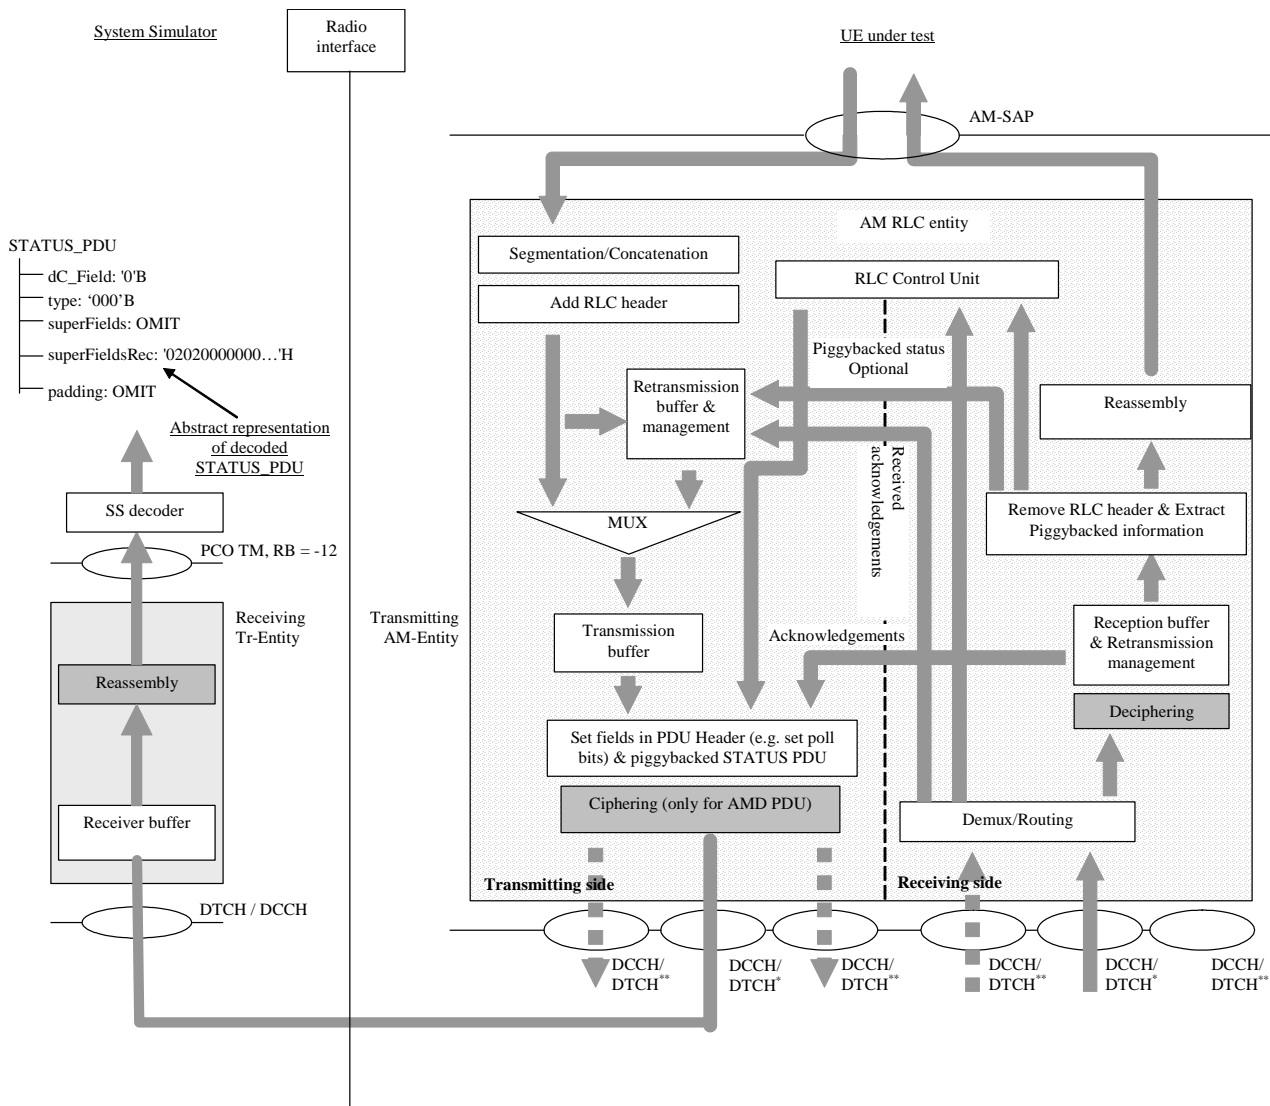 System Simulator
Radio
interface
UE under test
AM-SAP
AM RLC entity
STATUS_PDU
dC_Field: '0'B
type: ‘000’B
superFields: OMIT
superFieldsRec: '02020000000…'H
padding: OMIT
Abstract representation
of decoded
STATUS_PDU
SS decoder
PCO TM, RB = -12
Receiving
Tr-Entity
Reassembly
Receiver buffer
DTCH / DCCH
Transmitting
AM-Entity
Segmentation/Concatenation
Add RLC header
RLC Control Unit
Piggybacked status
Optional
Retransmission
buffer &
management
Reassembly
Received
acknowledgements
MUX
Remove RLC header & Extract
Piggybacked information
Transmission
buffer
Acknowledgements
Reception buffer
& Retransmission
management
Deciphering
Set fields in PDU Header (e.g. set poll
bits) & piggybacked STATUS PDU
Ciphering (only for AMD PDU)
Demux/Routing
Transmitting side
Receiving side
DCCH/
DTCH**
DCCH/
DTCH*
DCCH/
DTCH**
DCCH/
DTCH**
DCCH/
DTCH*
DCCH/
DTCH**